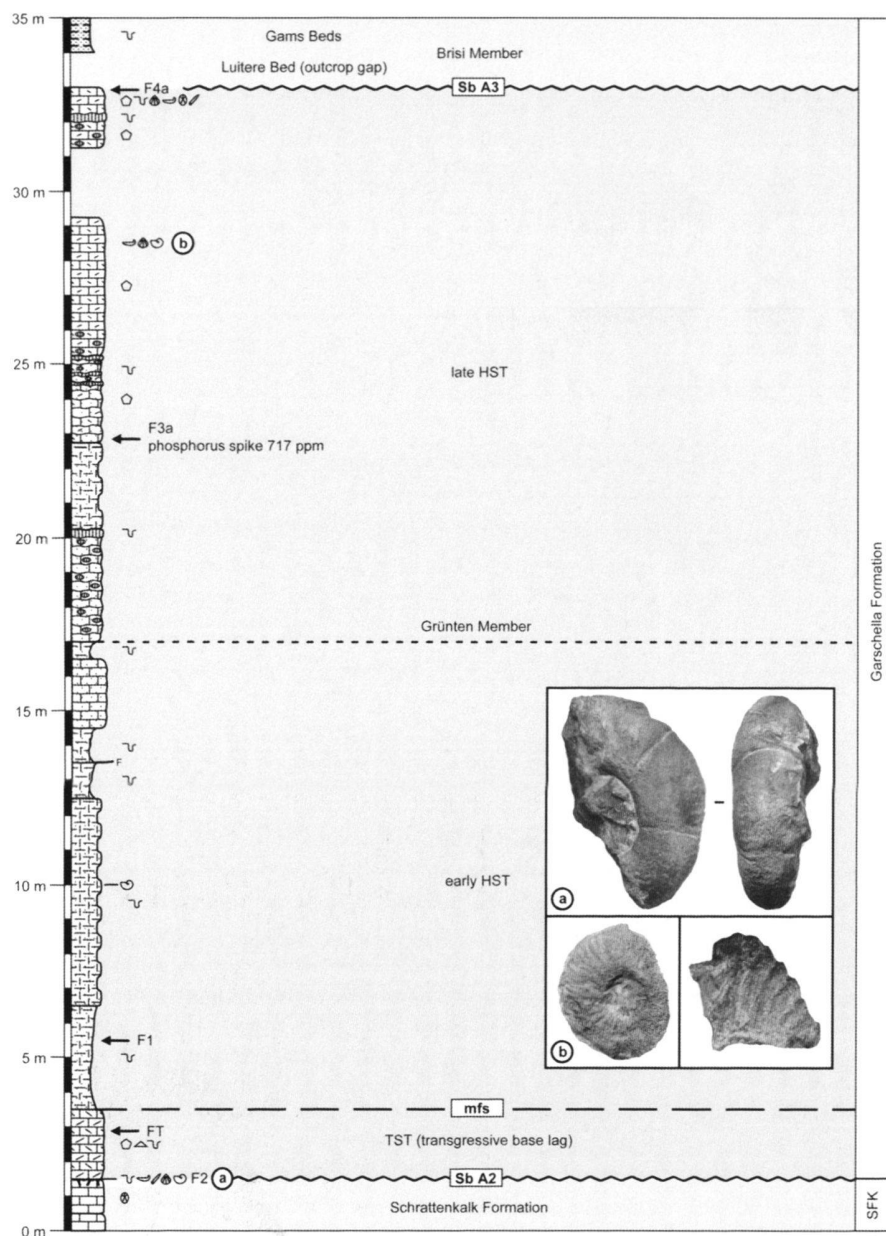 35 m
Gams Beds
Brisi Member
Luitere Bed (outcrop gap)
F4a
Sb A3
30 m
b
late HST
25 m
F3a
phosphorus spike 717 ppm
20 m
Grünten Member
Garschella Formation
15 m
F
a
early HST
10 m
b
F1
5 m
mfs
FT
TST (transgressive base lag)
F2 a
Sb A2
Schrattenkalk Formation
SFK
0 m